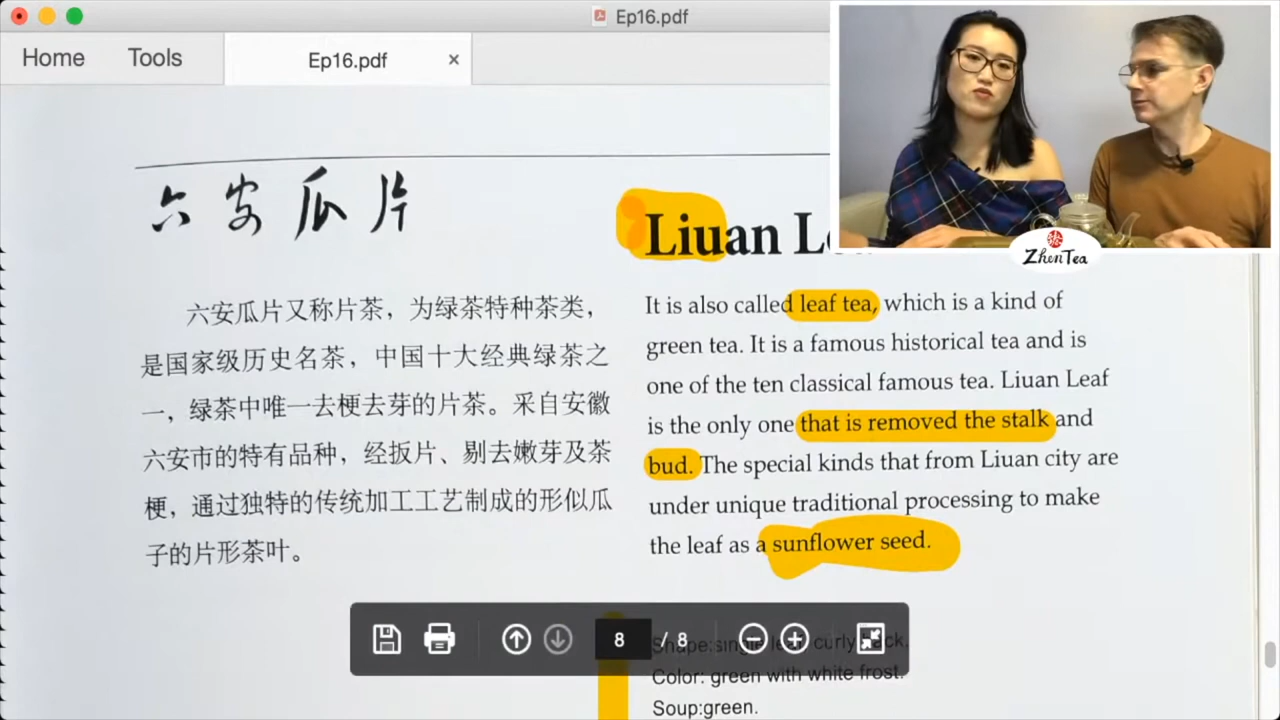 Ep16.pdf
Home
Tools
Ep16.pdf
×
ZhenTea
六安瓜片
Liuan
六安瓜片又称片茶，为绿茶特种茶类，
是国家级历史名茶，中国十大经典绿茶之
一，绿茶中唯一去梗去芽的片茶。采自安徽
六安市的特有品种，经扳片、剔去嫩芽及茶
梗，通过独特的传统加工工艺制成的形似瓜
子的片形茶叶。
It is also called leaf tea, which is a kind of
green tea. It is a famous historical tea and is
one of the ten classical famous tea. Liuan Leaf
is the only one that is removed the stalk and
bud. The special kinds that from Liuan city are
under unique traditional processing to make
the leaf as a sunflower seed.
8 / 8
Shape:single leaf, curly back.
Color: green with white frost.
Soup:green.